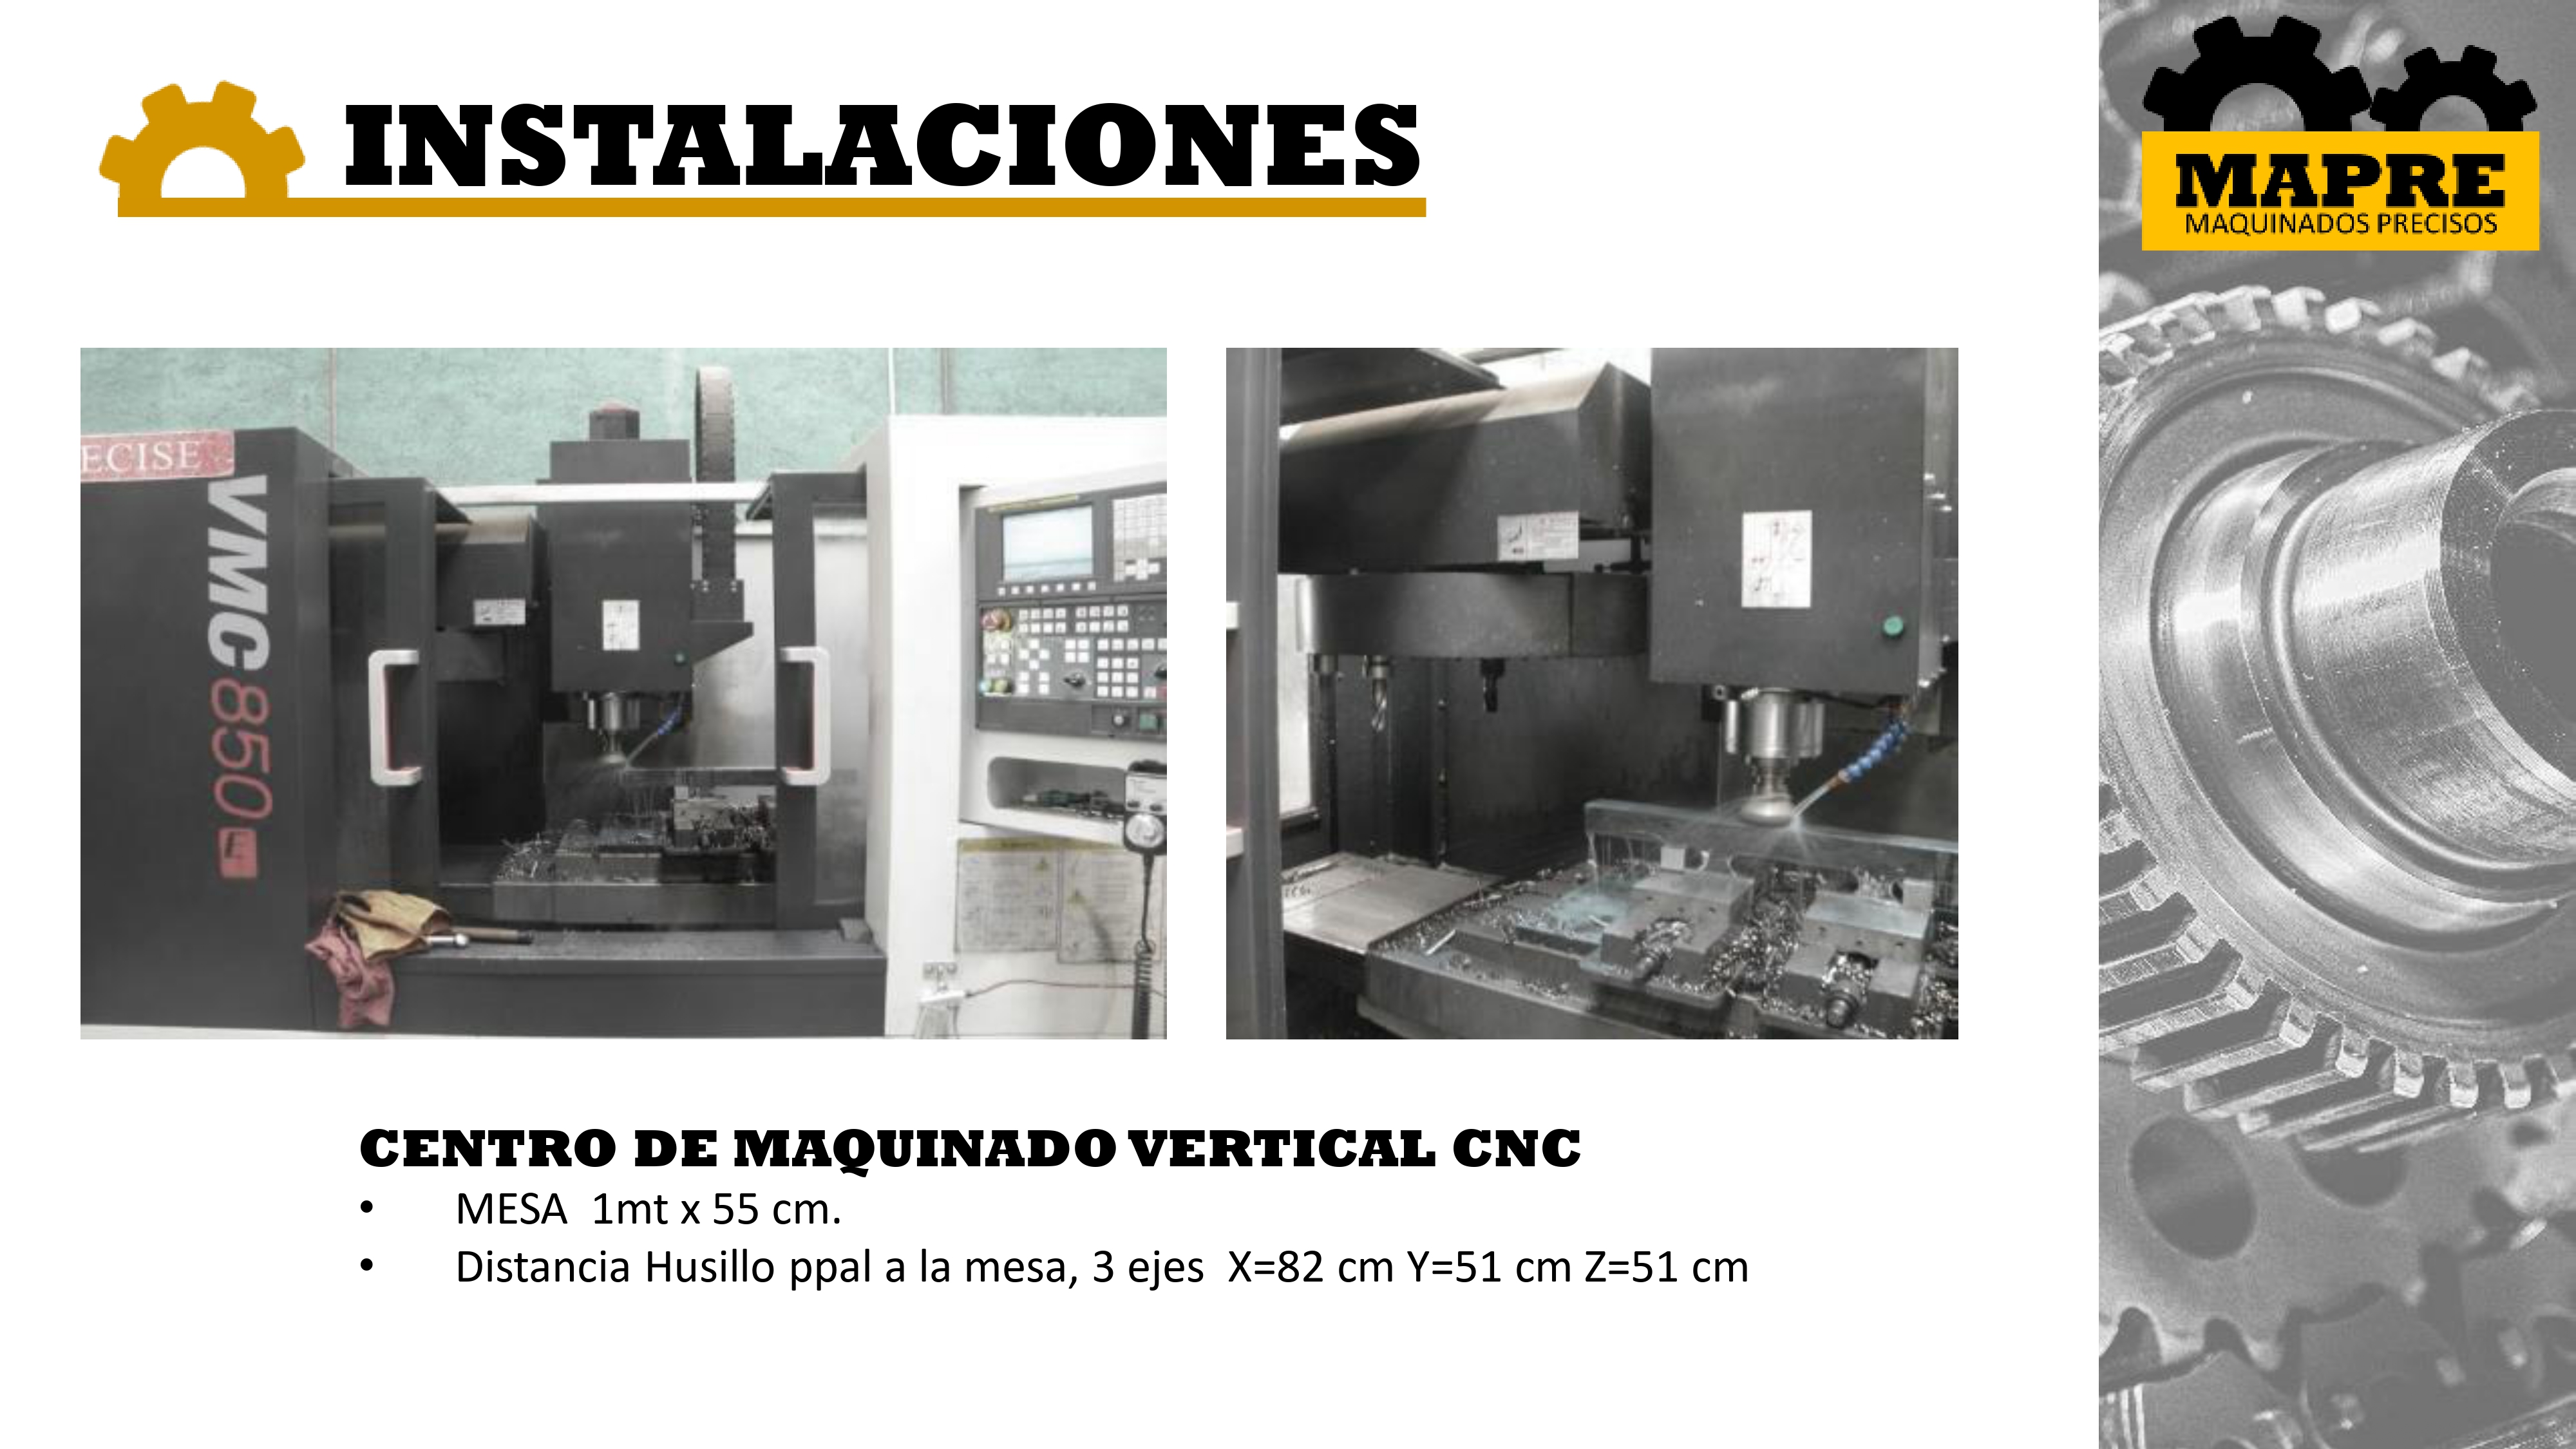 INSTALACIONES
MAPRE
MAQUINADOS PRECISOS
ECISE
VMC850
CENTRO DE MAQUINADO VERTICAL CNC
• MESA  1mt x 55 cm.
• Distancia Husillo ppal a la mesa, 3 ejes  X=82 cm Y=51 cm Z=51 cm